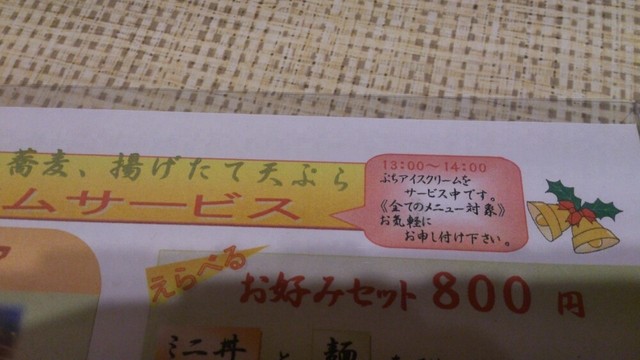 蕎麦、揚げたて天ぷら
ムサービス
13:00～14:00
ぷちアイスクリームを
サービス中です。
《全てのメニュー対象》
お気軽に
お申し付け下さい。
えらべる
お好みセット 800 円
ミニ丼 と 麺